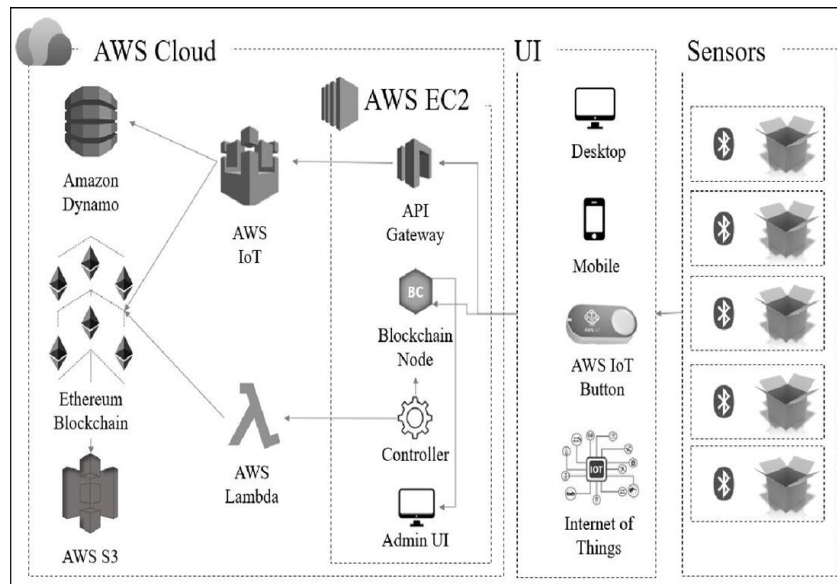 AWS Cloud
UI
Sensors
AWS EC2
Desktop
Amazon
Dynamo
AWS
IoT
API
Gateway
Mobile
BC
Blockchain
Node
AWS IoT
Button
Ethereum
Blockchain
AWS
Lambda
Controller
IOT
AWS S3
Admin UI
Internet of
Things